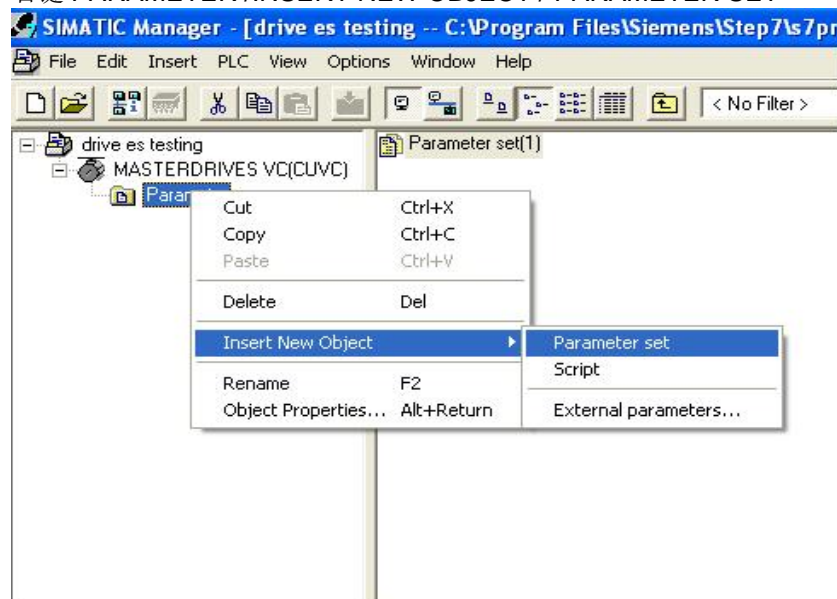 SIMATIC Manager - [drive es testing -- C:\Program Files\Siemens\Step7\s7pr
File Edit Insert PLC View Options Window Help
< No Filter >
drive es testing
MASTERDRIVES VC(CUVC)
Parameter set(1)
Cut Ctrl+X
Copy Ctrl+C
Paste Ctrl+V
Delete Del
Insert New Object
Rename F2
Object Properties... Alt+Return
Parameter set
Script
External parameters...